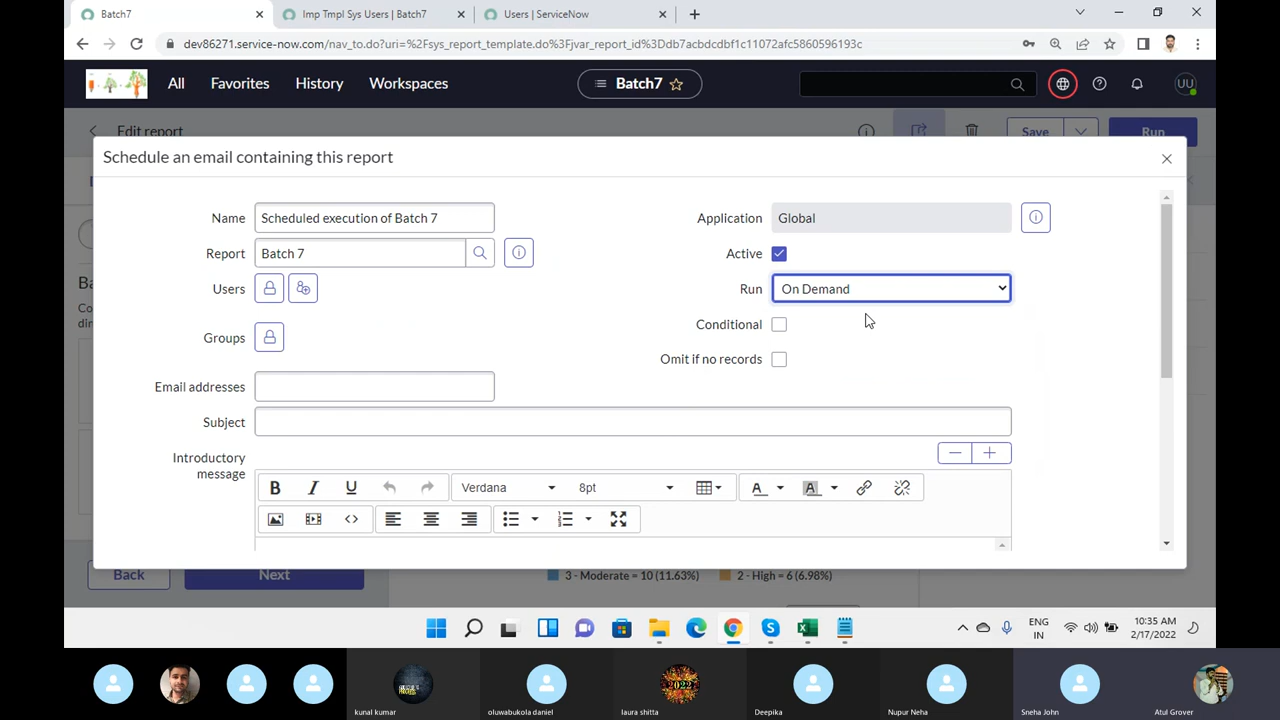 Batch7
Imp Tmpl Sys Users | Batch7
Users | ServiceNow
dev86271.service-now.com/nav_to.do?uri=%2Fsys_report_template.do%3Fjvar_report_id%3Ddb7acbdcdbf1c11072afc5860596193c
All
Favorites
History
Workspaces
Batch7
UU
Edit report
Save
Run
Schedule an email containing this report
Name
Scheduled execution of Batch 7
Application
Global
Report
Batch 7
Active
Users
Run
On Demand
Conditional
Groups
Omit if no records
Email addresses
Subject
Introductory
message
B I U
Verdana
8pt
A
A
Back
Next
3 - Moderate = 10 (11.63%)
2 - High = 6 (6.98%)
ENG
IN
10:35 AM
2/17/2022
2022
kunal kumar
oluwabukola daniel
laura shitta
Deepika
Nupur Neha
Sneha John
Atul Grover